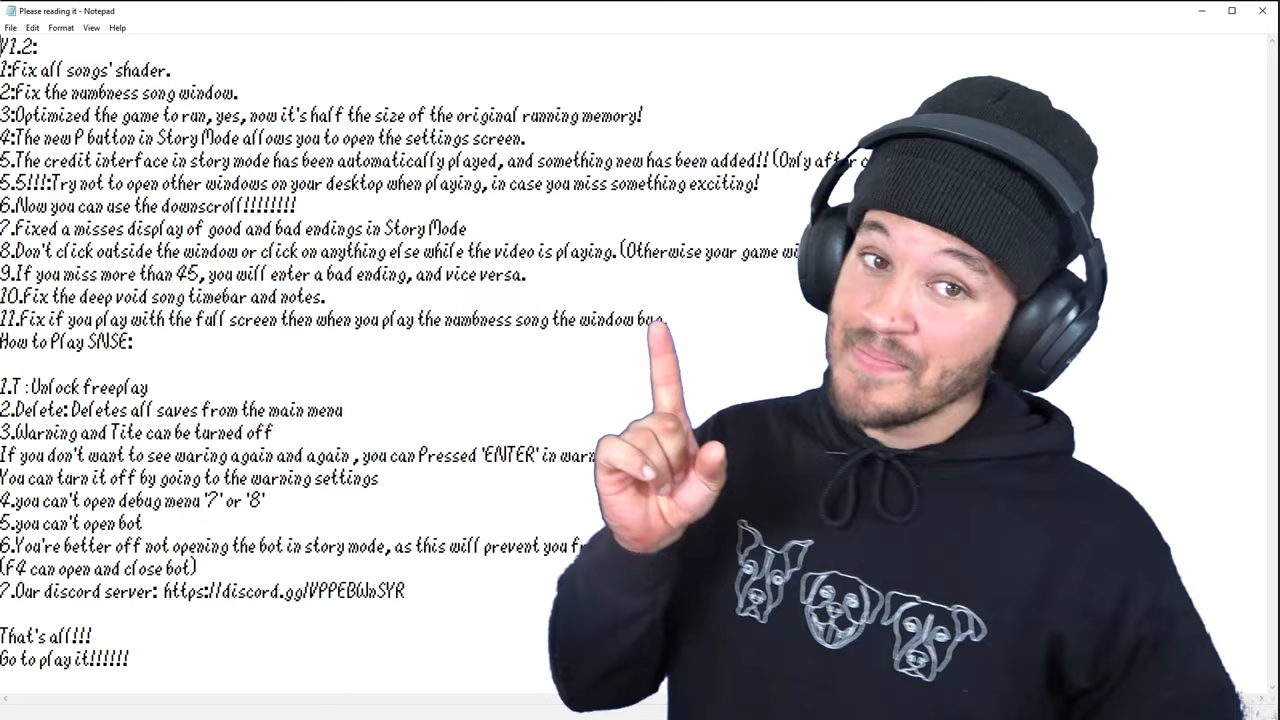 Please reading it - Notepad
File Edit Format View Help
V1.2:
1:Fix all songs' shader.
2:Fix the numbness song window.
3:Optimized the game to run, yes, now it's half the size of the original running memory!
4:The new P button in Story Mode allows you to open the settings screen.
5.The credit interface in story mode has been automatically played, and something new has been added!! (Only after
5.5!!!:Try not to open other windows on your desktop when playing, in case you miss something exciting!
6.Now you can use the downscroll!!!!!!!!
7.Fixed a misses display of good and bad endings in Story Mode
8.Don't click outside the window or click on anything else while the video is playing.(Otherwise your game
9.If you miss more than 45, you will enter a bad ending, and vice versa.
10.Fix the deep void song timebar and notes.
11.Fix if you play with the full screen then when you play the numbness song the window
How to Play SNSE:
1.T : Unlock freeplay
2.Delete: Deletes all saves from the main menu
3.Warning and Tite can be turned off
If you don't want to see waring again and again , you can Pressed 'ENTER' in
You can turn it off by going to the warning settings
4.you can't open debug menu '7' or '8'
5.you can't open bot
6.You're better off not opening the bot in story mode, as this will prevent you
(F4 can open and close bot)
7.Our discord server: https://discord.gg/VPPEBWnSYR
That's all!!!
Go to play it!!!!!!